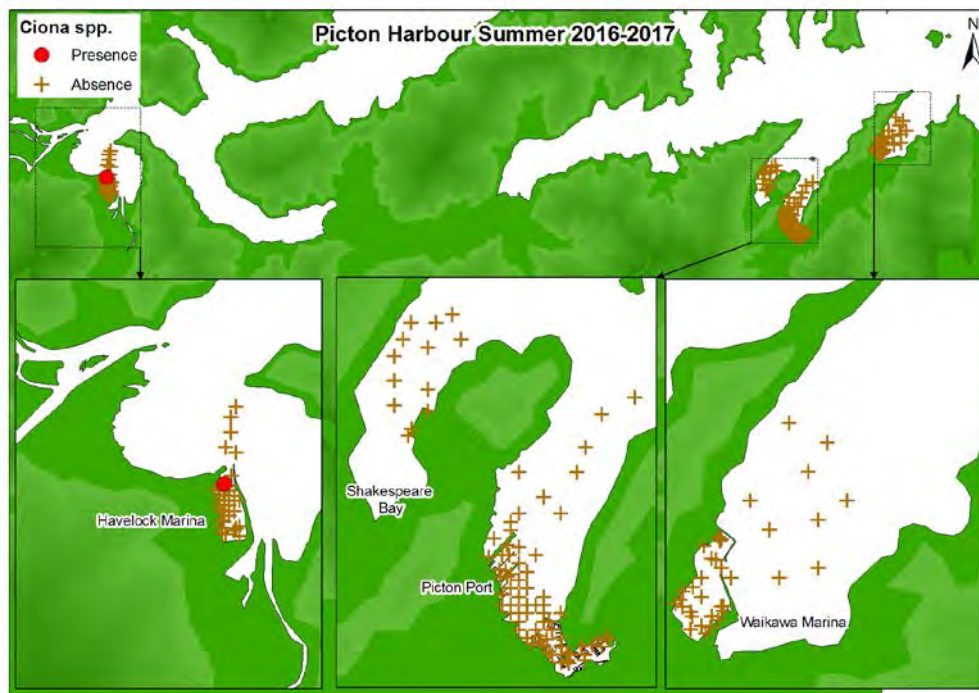 Ciona spp.
Presence
Absence
Picton Harbour Summer 2016-2017
N
Havelock Marina
Shakespeare
Bay
Picton Port
Waikawa Marina